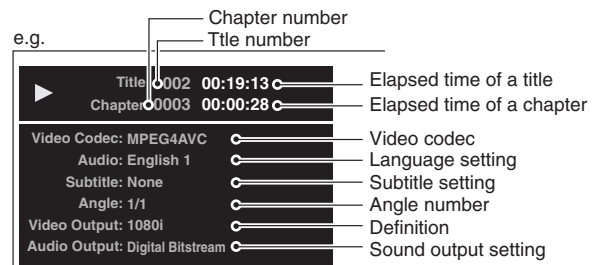 Chapter number
e.g.
Ttle number
Title 0002 00:19:13
Elapsed time of a title
Chapter 0003 00:00:28
Elapsed time of a chapter
Video Codec: MPEG4AVC
Video codec
Audio: English 1
Language setting
Subtitle: None
Subtitle setting
Angle: 1/1
Angle number
Video Output: 1080i
Definition
Audio Output: Digital Bitstream
Sound output setting